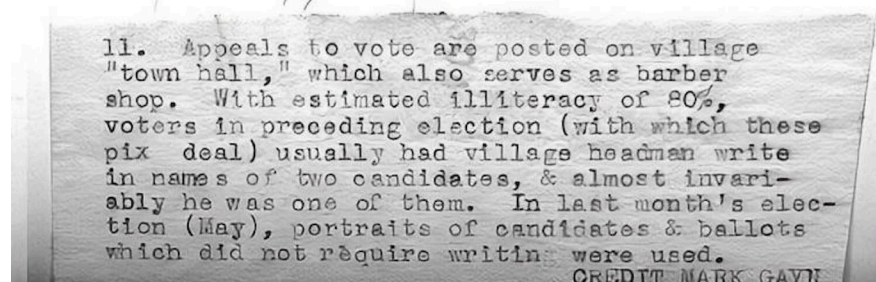 11. Appeals to vote are posted on village
"town hall," which also serves as barber
shop. With estimated illiteracy of 80%,
voters in preceding election (with which these
pix deal) usually had village headman write
in names of two candidates, & almost invari-
ably he was one of them. In last month's elec-
tion (May), portraits of candidates & ballots
which did not require writing were used.
CREDIT MARK GAYN